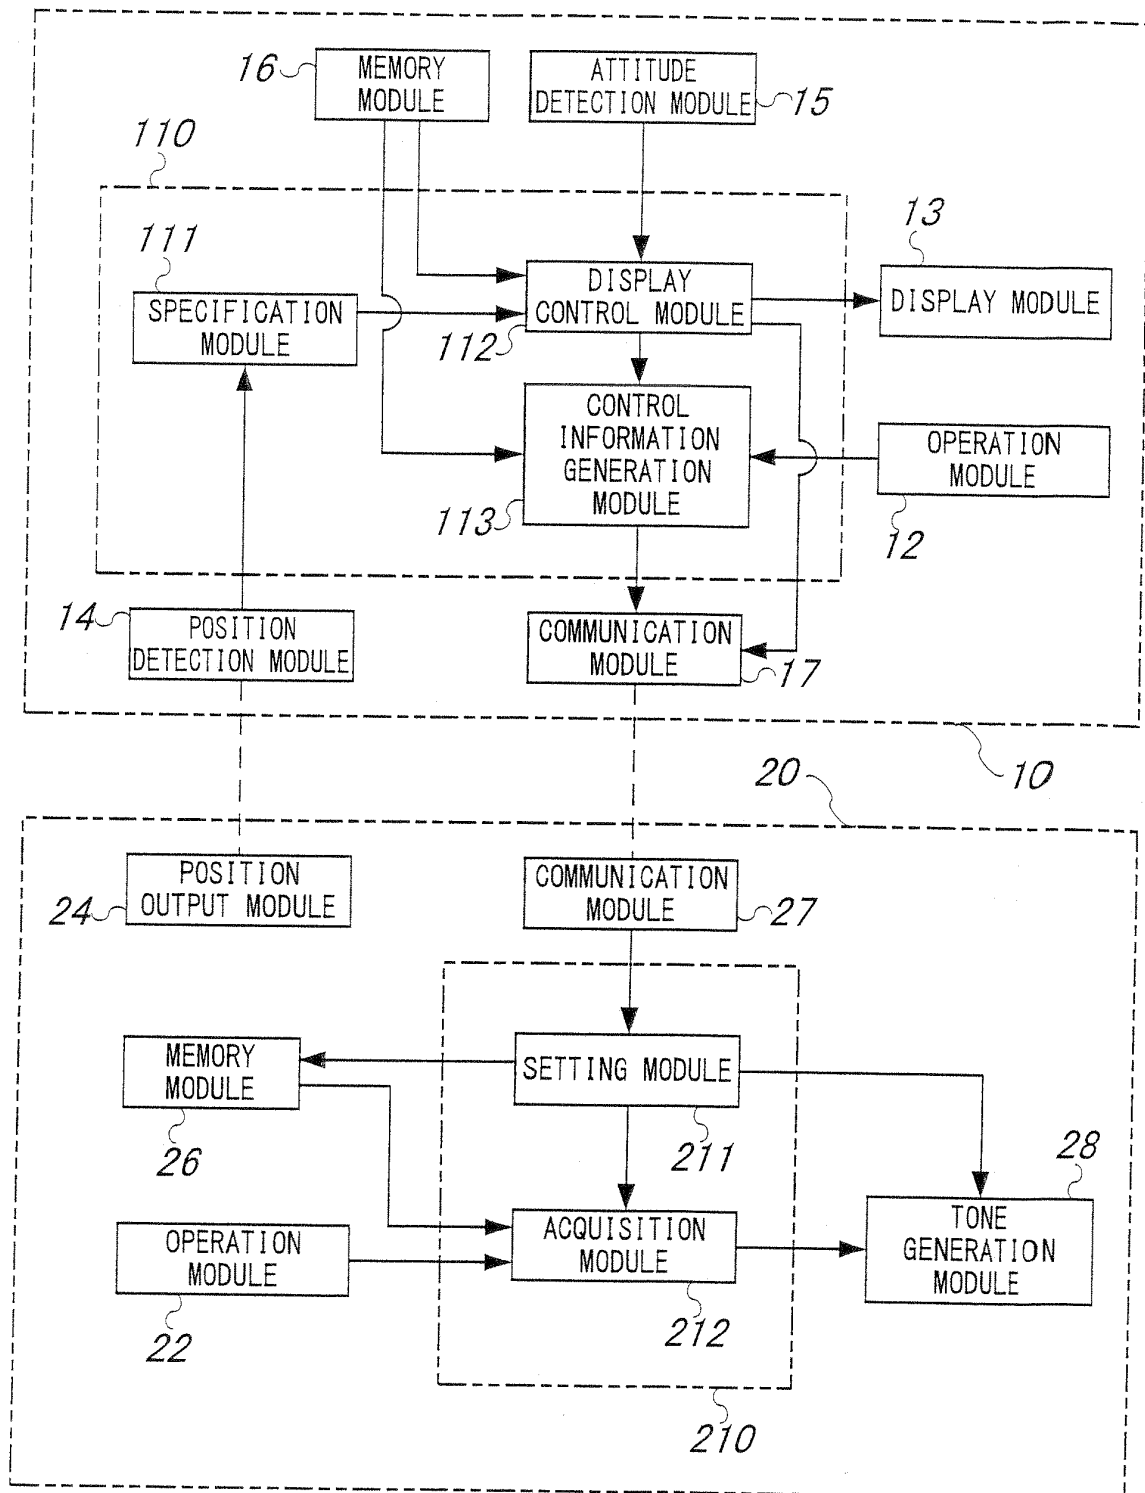 16
MEMORY
MODULE
ATTITUDE
DETECTION MODULE
15
110
111
SPECIFICATION
MODULE
DISPLAY
CONTROL MODULE
112
13
DISPLAY MODULE
CONTROL
INFORMATION
GENERATION
MODULE
113
OPERATION
MODULE
12
14
POSITION
DETECTION MODULE
COMMUNICATION
MODULE
17
10
20
POSITION
OUTPUT MODULE
24
COMMUNICATION
MODULE
27
MEMORY
MODULE
26
SETTING MODULE
211
28
TONE
GENERATION
MODULE
OPERATION
MODULE
22
ACQUISITION
MODULE
212
210